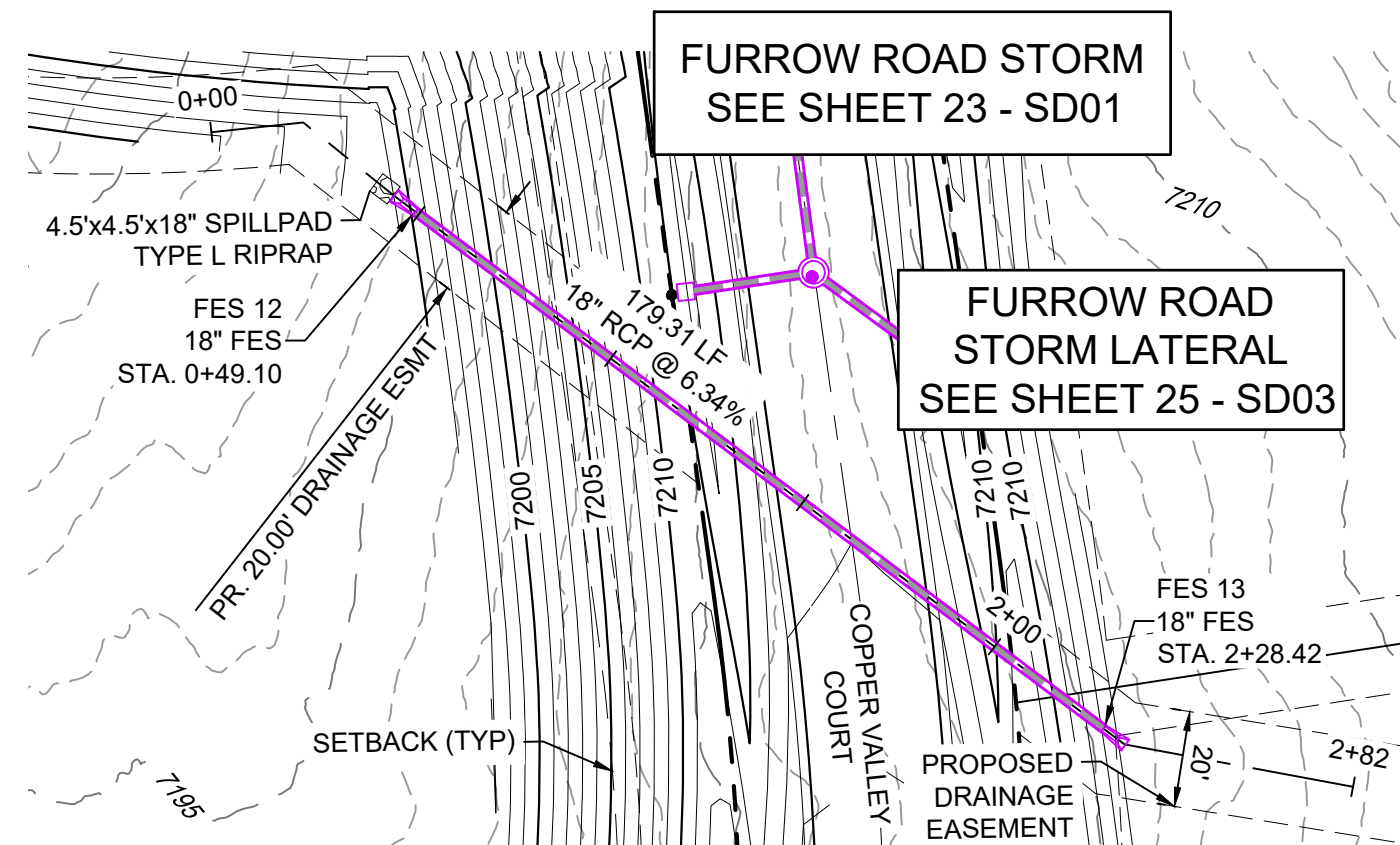 FURROW ROAD STORM
SEE SHEET 23 - SD01
0+00
7210
4.5'x4.5'x18" SPILLPAD
TYPE L RIPRAP
FES 12
18" FES
STA. 0+49.10
179.31 LF
18" RCP @ 6.34%
FURROW ROAD
STORM LATERAL
SEE SHEET 25 - SD03
PR. 20.00' DRAINAGE ESMT
7200
7205
7210
7210
7210
FES 13
18" FES
STA. 2+28.42
2+00
COPPER VALLEY
COURT
SETBACK (TYP)
PROPOSED
DRAINAGE
EASEMENT
20'
2+82
7195